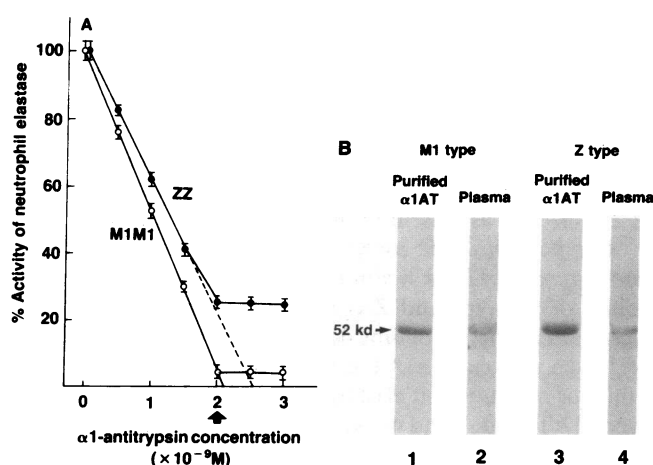 A
% Activity of neutrophil elastase
100
80
60
40
20
ZZ
M1M1
0 1 2 3
α1-antitrypsin concentration
(×10⁻⁹M)
B
M1 type Z type
Purified α1AT Plasma Purified α1AT Plasma
52 kd
1 2 3 4